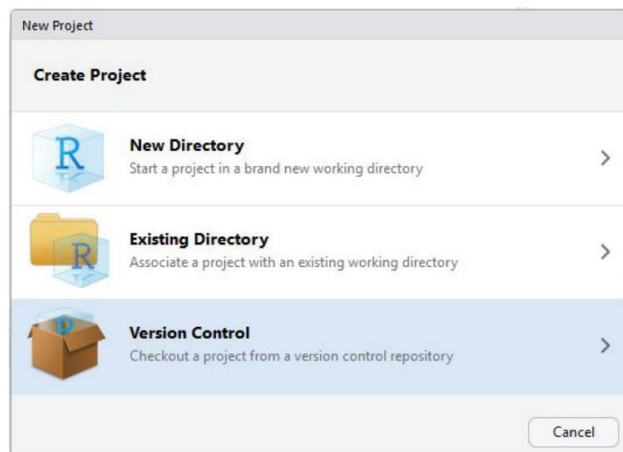 New Project
Create Project
New Directory
Start a project in a brand new working directory
Existing Directory
Associate a project with an existing working directory
Version Control
Checkout a project from a version control repository
Cancel